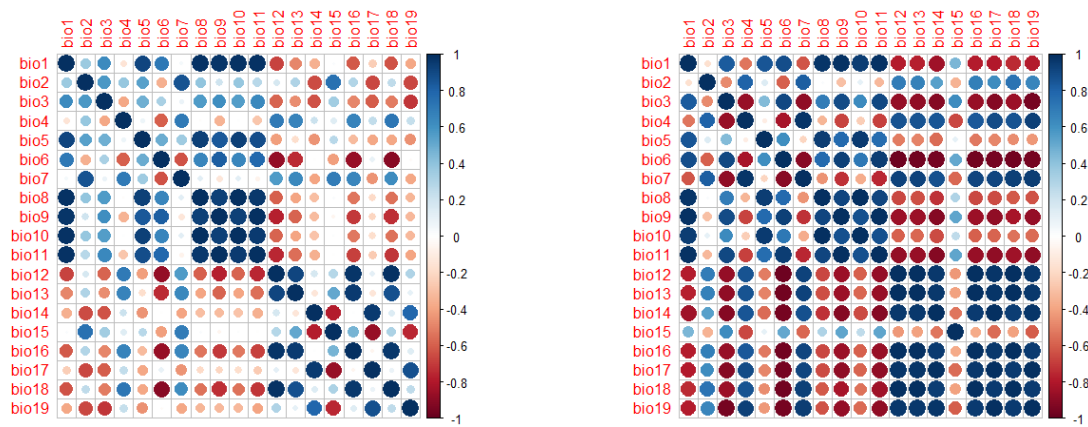 bio1 bio2 bio3 bio4 bio5 bio6 bio7 bio8 bio9 bio10 bio11 bio12 bio13 bio14 bio15 bio16 bio17 bio18 bio19
bio1
bio2
bio3
bio4
bio5
bio6
bio7
bio8
bio9
bio10
bio11
bio12
bio13
bio14
bio15
bio16
bio17
bio18
bio19
1
0.8
0.6
0.4
0.2
0
-0.2
-0.4
-0.6
-0.8
-1
bio1 bio2 bio3 bio4 bio5 bio6 bio7 bio8 bio9 bio10 bio11 bio12 bio13 bio14 bio15 bio16 bio17 bio18 bio19
bio1
bio2
bio3
bio4
bio5
bio6
bio7
bio8
bio9
bio10
bio11
bio12
bio13
bio14
bio15
bio16
bio17
bio18
bio19
1
0.8
0.6
0.4
0.2
0
-0.2
-0.4
-0.6
-0.8
-1